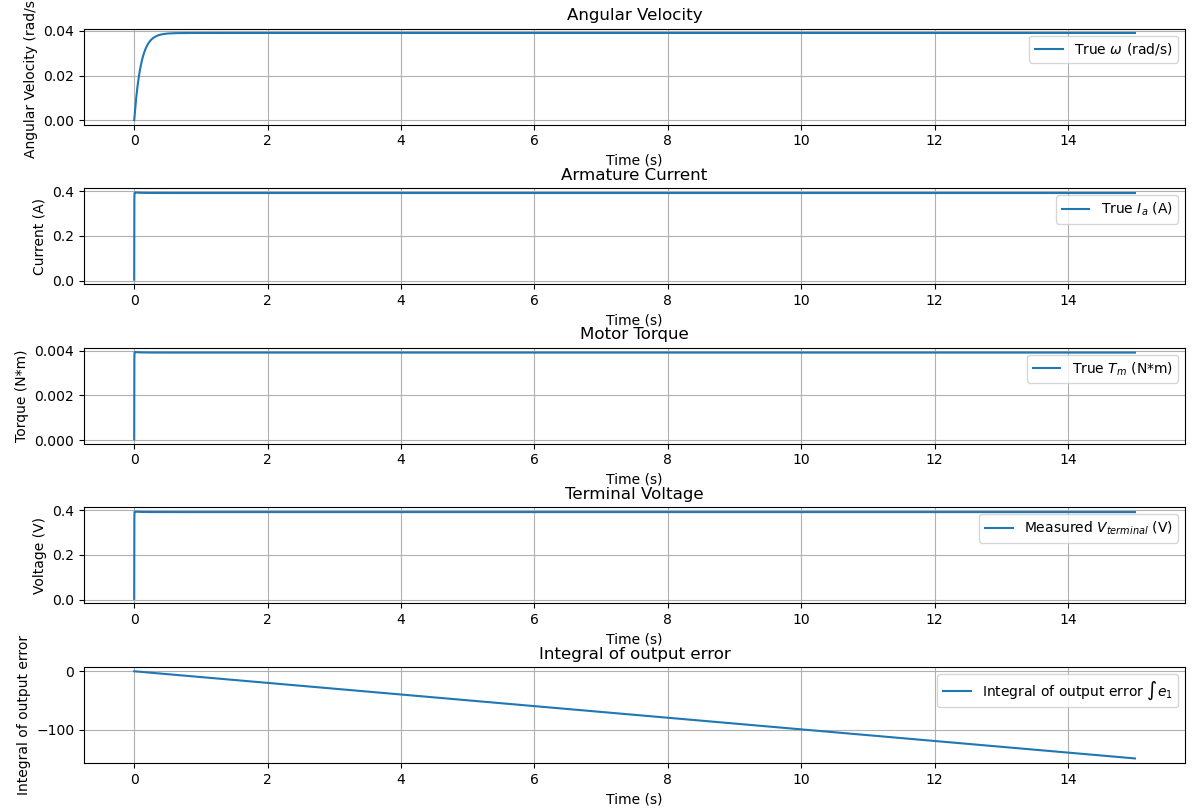 Angular Velocity
Angular Velocity (rad/s
0.04
0.02
0.00
True ω (rad/s)
0 2 4 6 8 10 12 14
Time (s)
Armature Current
Current (A)
0.4
0.2
0.0
True I_a (A)
0 2 4 6 8 10 12 14
Time (s)
Motor Torque
Torque (N*m)
0.004
0.002
0.000
True T_m (N*m)
0 2 4 6 8 10 12 14
Time (s)
Terminal Voltage
Voltage (V)
0.4
0.2
0.0
Measured V_terminal (V)
0 2 4 6 8 10 12 14
Time (s)
Integral of output error
Integral of output error
0
−100
Integral of output error ∫e_1
0 2 4 6 8 10 12 14
Time (s)